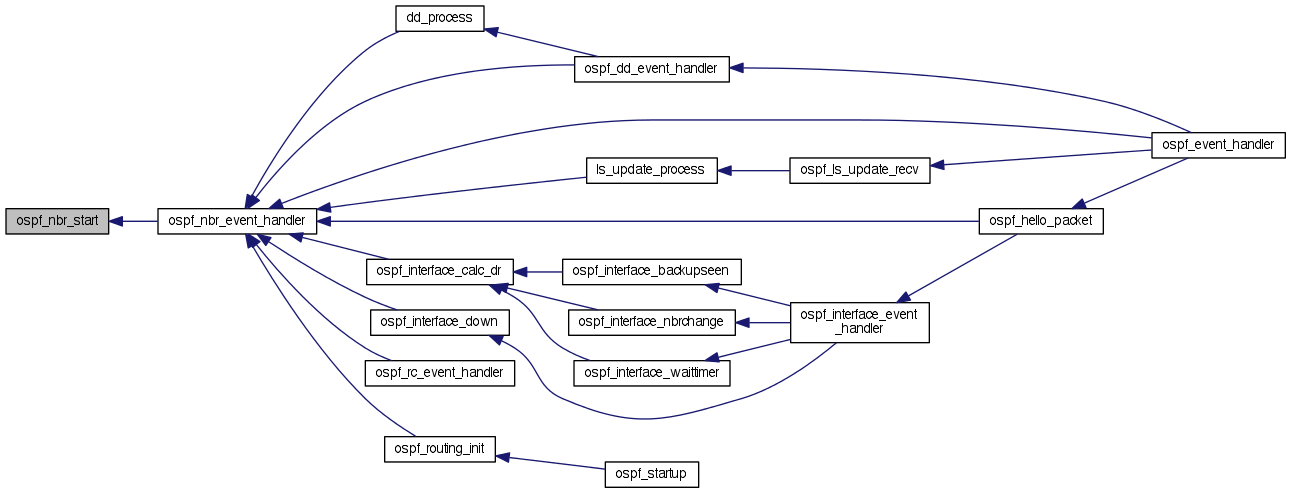 dd_process
ospf_dd_event_handler
ospf_event_handler
ls_update_process
ospf_ls_update_recv
ospf_nbr_start
ospf_nbr_event_handler
ospf_hello_packet
ospf_interface_calc_dr
ospf_interface_backupseen
ospf_interface_down
ospf_interface_nbrchange
ospf_interface_event
_handler
ospf_rc_event_handler
ospf_interface_waittimer
ospf_routing_init
ospf_startup